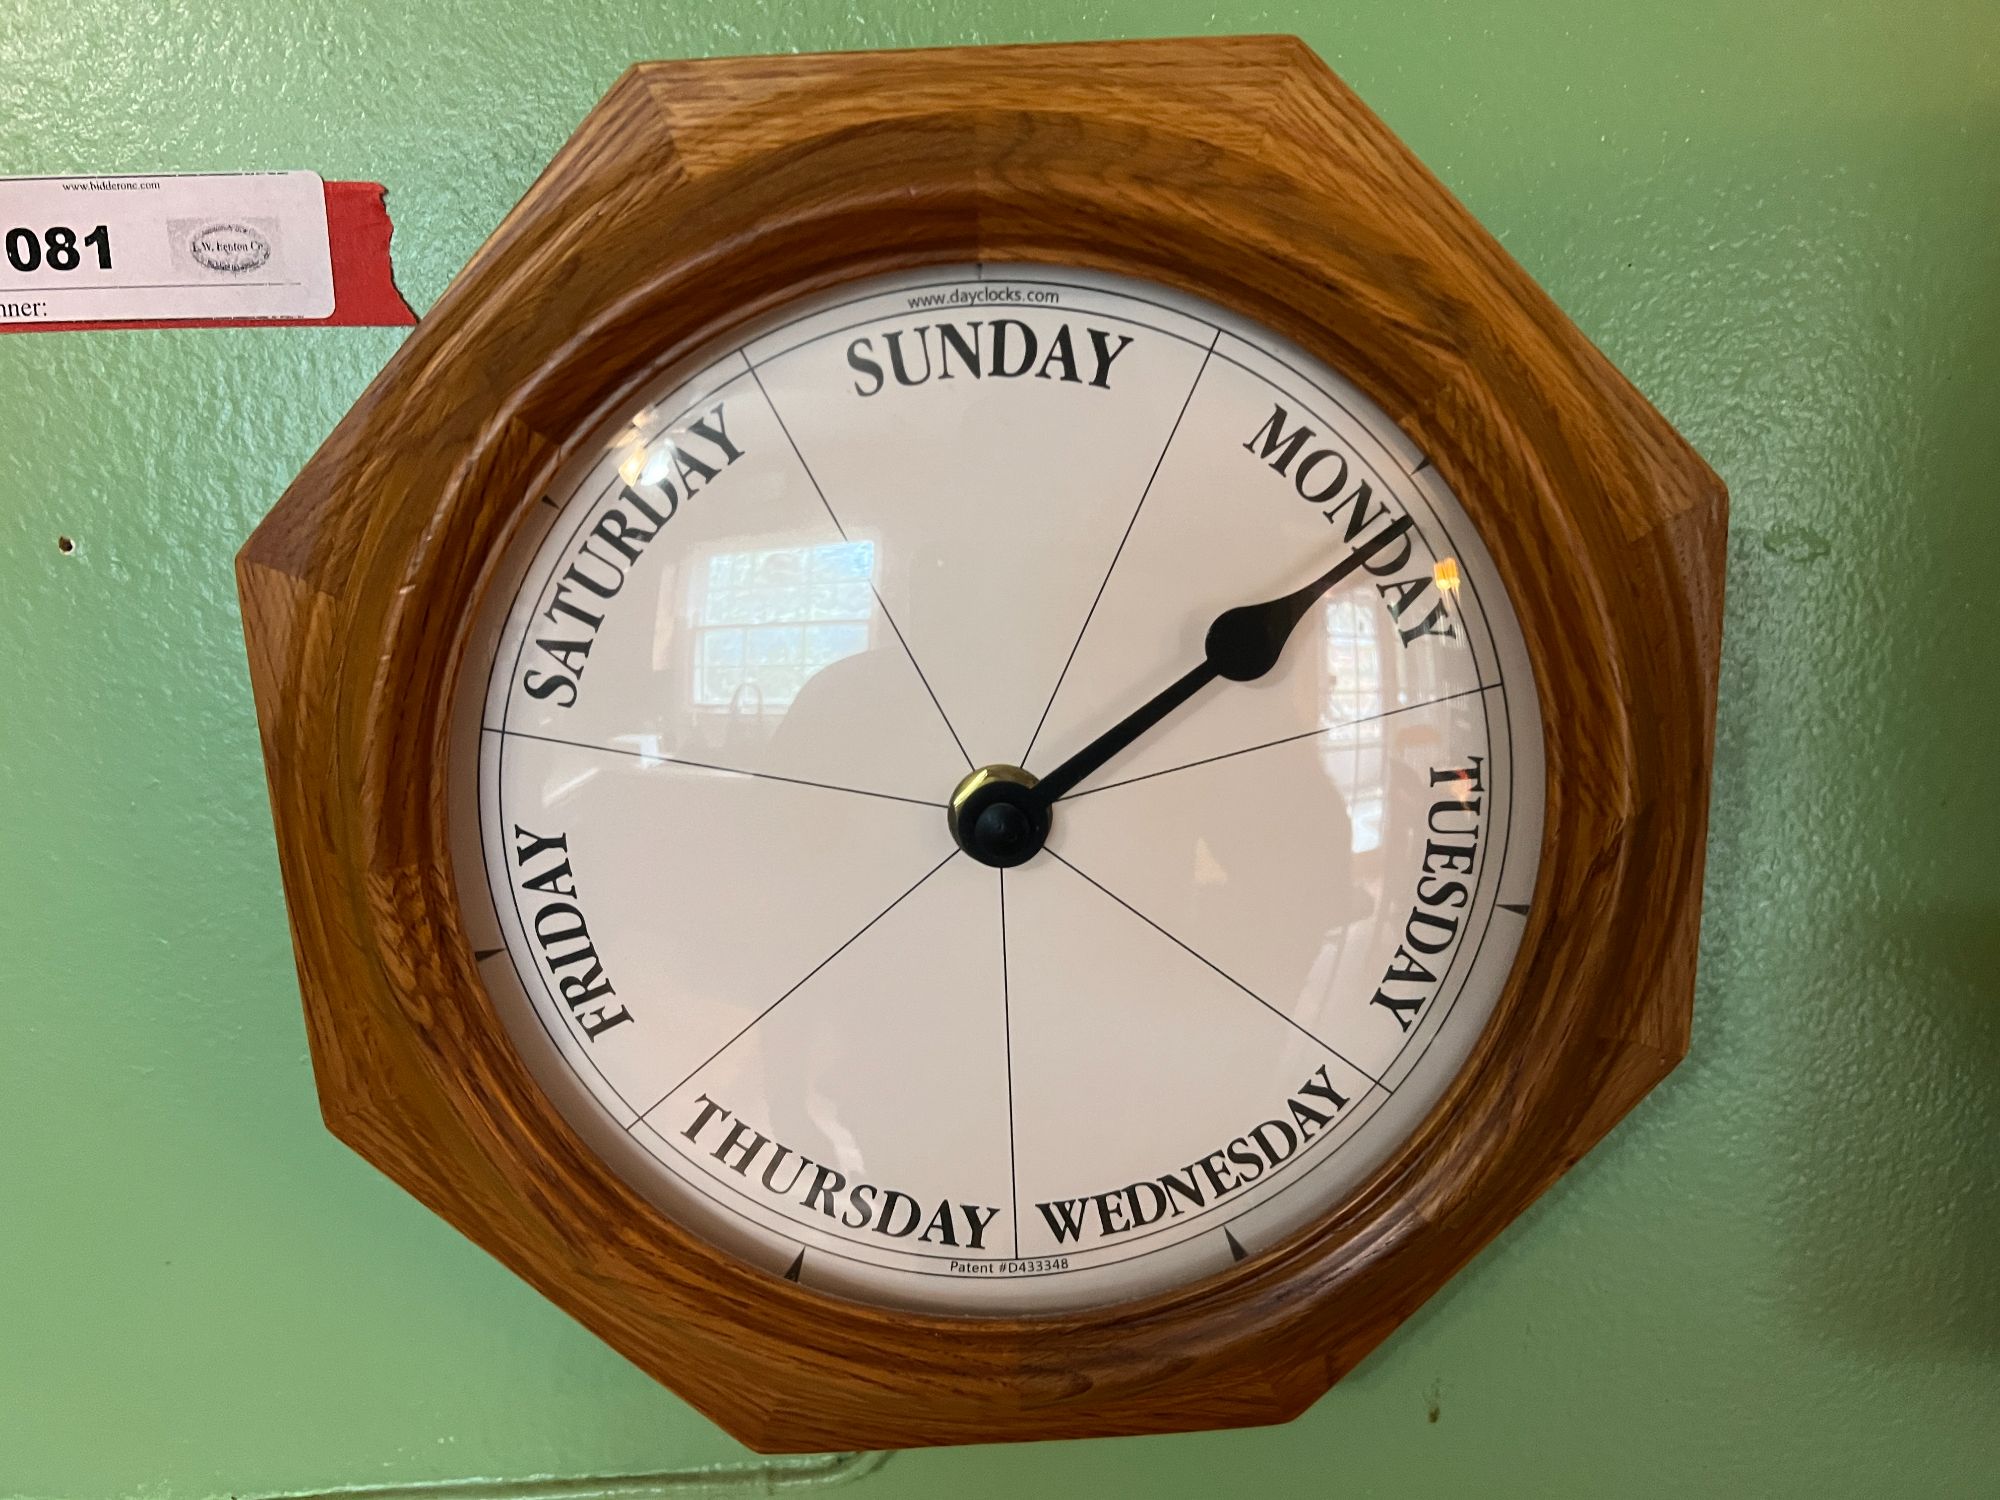 www.bidderone.com
081
nner:
www.dayclocks.com
SUNDAY
MONDAY
TUESDAY
WEDNESDAY
THURSDAY
FRIDAY
SATURDAY
Patent #D433348